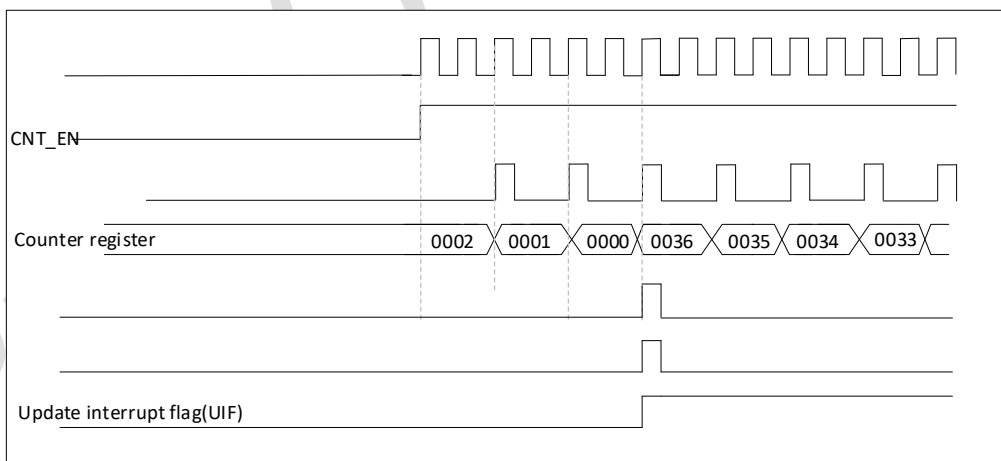 CNT_EN
Counter register 0002 0001 0000 0036 0035 0034 0033
Update interrupt flag(UIF)